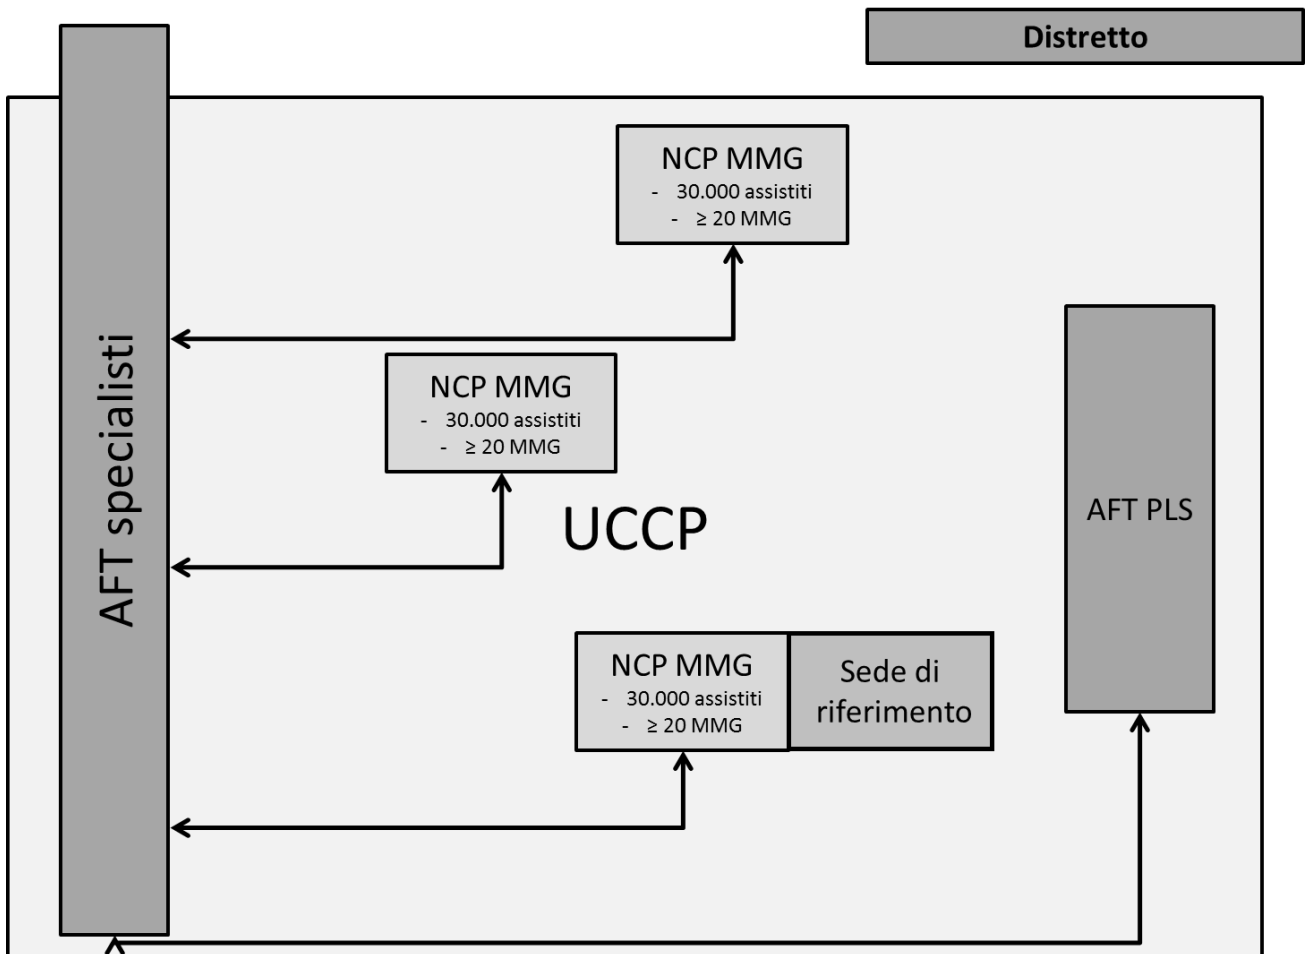 Distretto
NCP MMG
- 30.000 assistiti
- ≥ 20 MMG
AFT specialisti
NCP MMG
- 30.000 assistiti
- ≥ 20 MMG
UCCP
AFT PLS
NCP MMG
- 30.000 assistiti
- ≥ 20 MMG
Sede di
riferimento